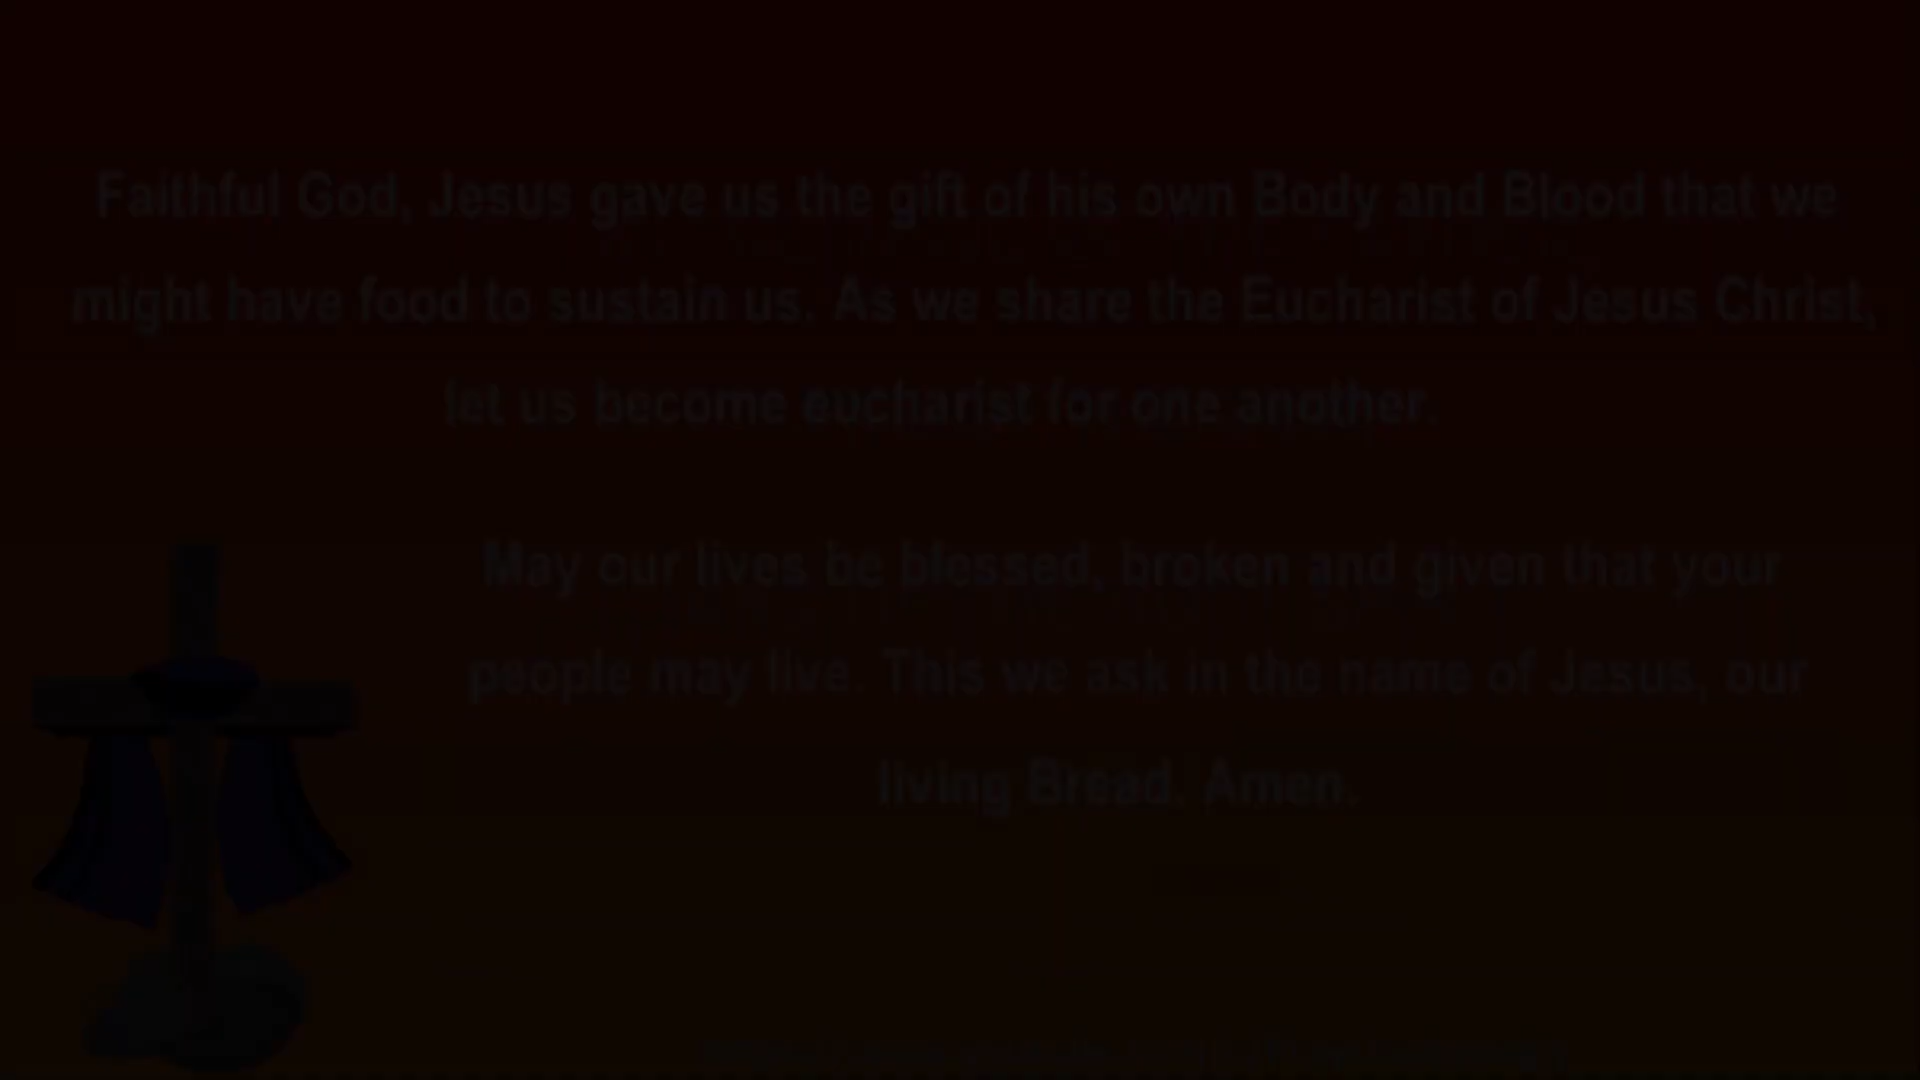 Faithful God, Jesus gave us the gift of his own Body and Blood that we
might have food to sustain us. As we share the Eucharist of Jesus Christ,
let us become eucharist for one another.
May our lives be blessed, broken and given that your
people may live. This we ask in the name of Jesus, our
living Bread. Amen.